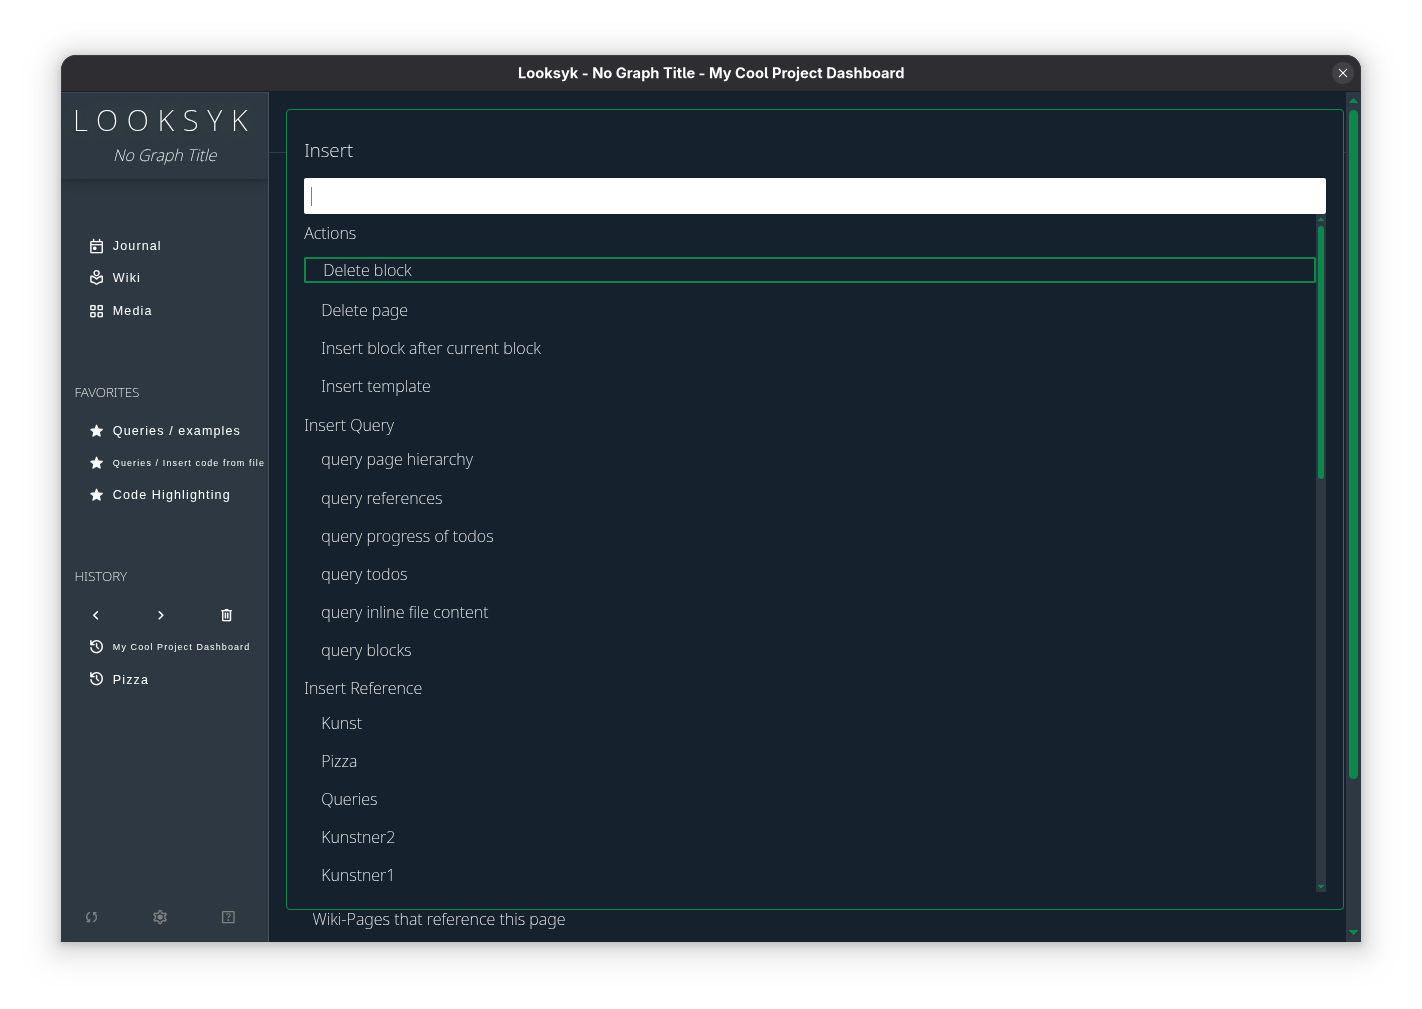 Looksyk - No Graph Title - My Cool Project Dashboard
LOOKSYK
No Graph Title
Journal
Wiki
Media
FAVORITES
Queries / examples
Queries / Insert code from file
Code Highlighting
HISTORY
My Cool Project Dashboard
Pizza
Insert
Actions
Delete block
Delete page
Insert block after current block
Insert template
Insert Query
query page hierarchy
query references
query progress of todos
query todos
query inline file content
query blocks
Insert Reference
Kunst
Pizza
Queries
Kunstner2
Kunstner1
Wiki-Pages that reference this page